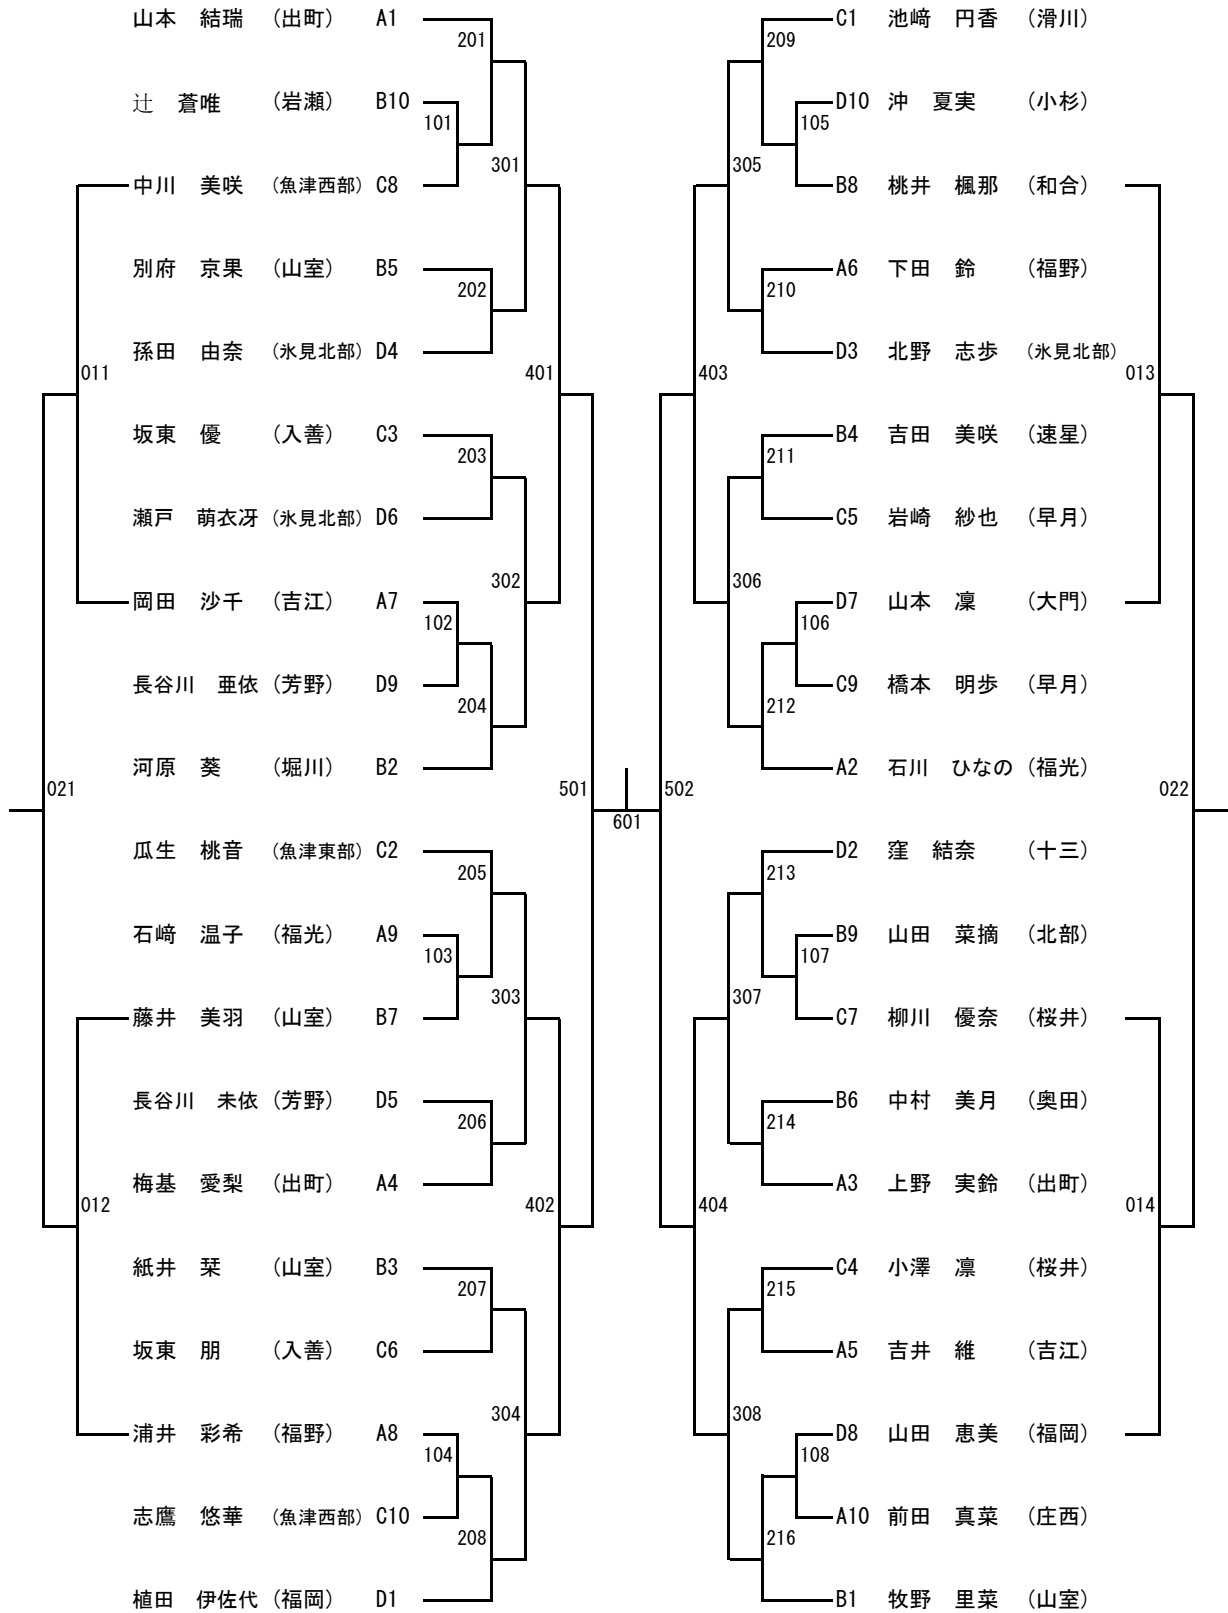 山本　結瑞　（出町）　A1
201
辻　蒼唯　（岩瀬）　B10
101
301
中川　美咲　（魚津西部）　C8
別府　京果　（山室）　B5
202
孫田　由奈　（氷見北部）　D4
011
401
坂東　優　（入善）　C3
203
瀬戸　萌衣冴　（氷見北部）　D6
302
岡田　沙千　（吉江）　A7
102
長谷川　亜依　（芳野）　D9
204
河原　葵　（堀川）　B2
021
501
601
瓜生　桃音　（魚津東部）　C2
205
石﨑　温子　（福光）　A9
103
303
藤井　美羽　（山室）　B7
長谷川　未依　（芳野）　D5
206
梅基　愛梨　（出町）　A4
012
402
紙井　栞　（山室）　B3
207
坂東　朋　（入善）　C6
304
浦井　彩希　（福野）　A8
104
志鷹　悠華　（魚津西部）　C10
208
植田　伊佐代　（福岡）　D1
C1　池﨑　円香　（滑川）
209
D10　沖　夏実　（小杉）
105
305
B8　桃井　楓那　（和合）
A6　下田　鈴　（福野）
210
D3　北野　志歩　（氷見北部）
403
013
B4　吉田　美咲　（速星）
211
C5　岩崎　紗也　（早月）
306
D7　山本　凜　（大門）
106
C9　橋本　明歩　（早月）
212
A2　石川　ひなの　（福光）
502
022
D2　窪　結奈　（十三）
213
B9　山田　菜摘　（北部）
107
307
C7　柳川　優奈　（桜井）
B6　中村　美月　（奥田）
214
A3　上野　実鈴　（出町）
404
014
C4　小澤　凛　（桜井）
215
A5　吉井　維　（吉江）
308
D8　山田　恵美　（福岡）
108
A10　前田　真菜　（庄西）
216
B1　牧野　里菜　（山室）